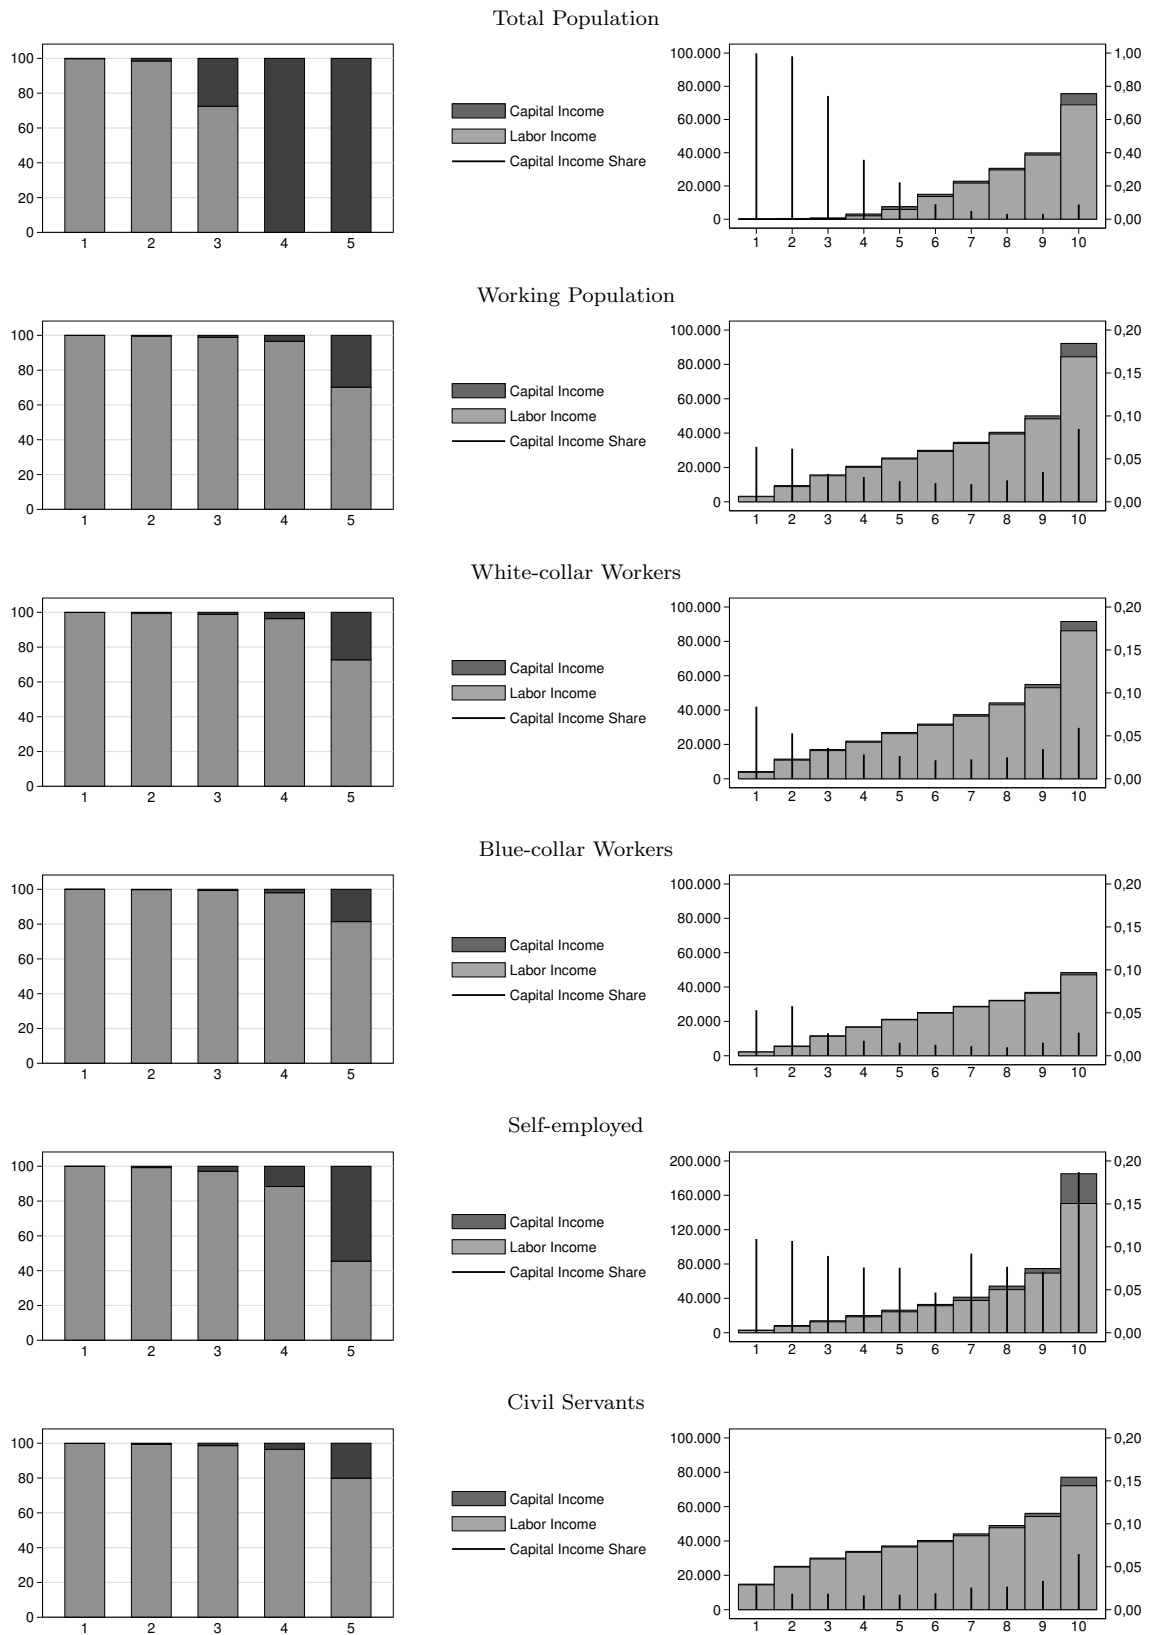 Total Population
100
80
60
40
20
0
1 2 3 4 5
Capital Income
Labor Income
Capital Income Share
100.000
80.000
60.000
40.000
20.000
0
1,00
0,80
0,60
0,40
0,20
0,00
1 2 3 4 5 6 7 8 9 10
Working Population
100
80
60
40
20
0
1 2 3 4 5
Capital Income
Labor Income
Capital Income Share
100.000
80.000
60.000
40.000
20.000
0
0,20
0,15
0,10
0,05
0,00
1 2 3 4 5 6 7 8 9 10
White-collar Workers
100
80
60
40
20
0
1 2 3 4 5
Capital Income
Labor Income
Capital Income Share
100.000
80.000
60.000
40.000
20.000
0
0,20
0,15
0,10
0,05
0,00
1 2 3 4 5 6 7 8 9 10
Blue-collar Workers
100
80
60
40
20
0
1 2 3 4 5
Capital Income
Labor Income
Capital Income Share
100.000
80.000
60.000
40.000
20.000
0
0,20
0,15
0,10
0,05
0,00
1 2 3 4 5 6 7 8 9 10
Self-employed
100
80
60
40
20
0
1 2 3 4 5
Capital Income
Labor Income
Capital Income Share
200.000
160.000
120.000
80.000
40.000
0
0,20
0,15
0,10
0,05
0,00
1 2 3 4 5 6 7 8 9 10
Civil Servants
100
80
60
40
20
0
1 2 3 4 5
Capital Income
Labor Income
Capital Income Share
100.000
80.000
60.000
40.000
20.000
0
0,20
0,15
0,10
0,05
0,00
1 2 3 4 5 6 7 8 9 10